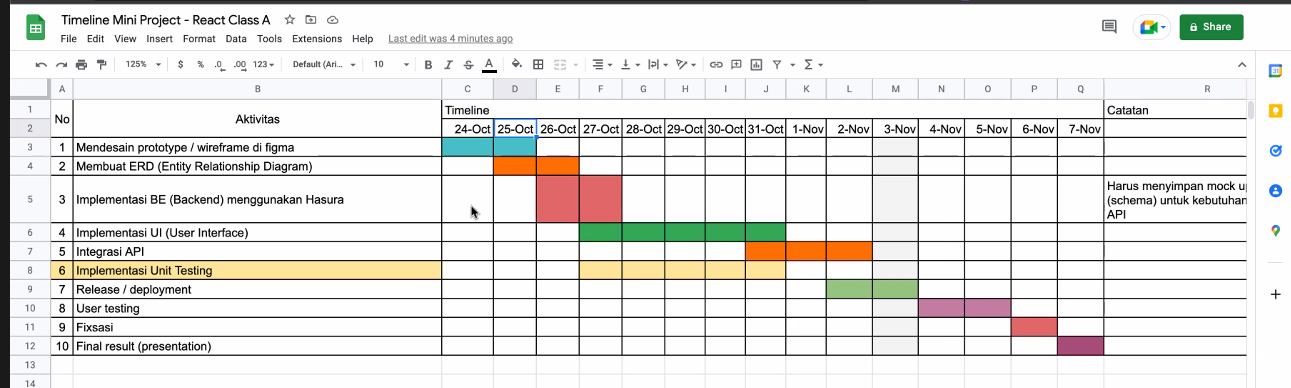 Timeline Mini Project - React Class A
File Edit View Insert Format Data Tools Extensions Help Last edit was 4 minutes ago
Share
125% $ % .0 .00 123 Default (Ari... 10 B I S A
A B C D E F G H I J K L M N O P Q R
1 No Aktivitas Timeline Catatan
2 24-Oct 25-Oct 26-Oct 27-Oct 28-Oct 29-Oct 30-Oct 31-Oct 1-Nov 2-Nov 3-Nov 4-Nov 5-Nov 6-Nov 7-Nov
3 1 Mendesain prototype / wireframe di figma
4 2 Membuat ERD (Entity Relationship Diagram)
5 3 Implementasi BE (Backend) menggunakan Hasura
Harus menyimpan mock
(schema) untuk kebutuhan
API
6 4 Implementasi UI (User Interface)
7 5 Integrasi API
8 6 Implementasi Unit Testing
9 7 Release / deployment
10 8 User testing
11 9 Fixsasi
12 10 Final result (presentation)
13
14